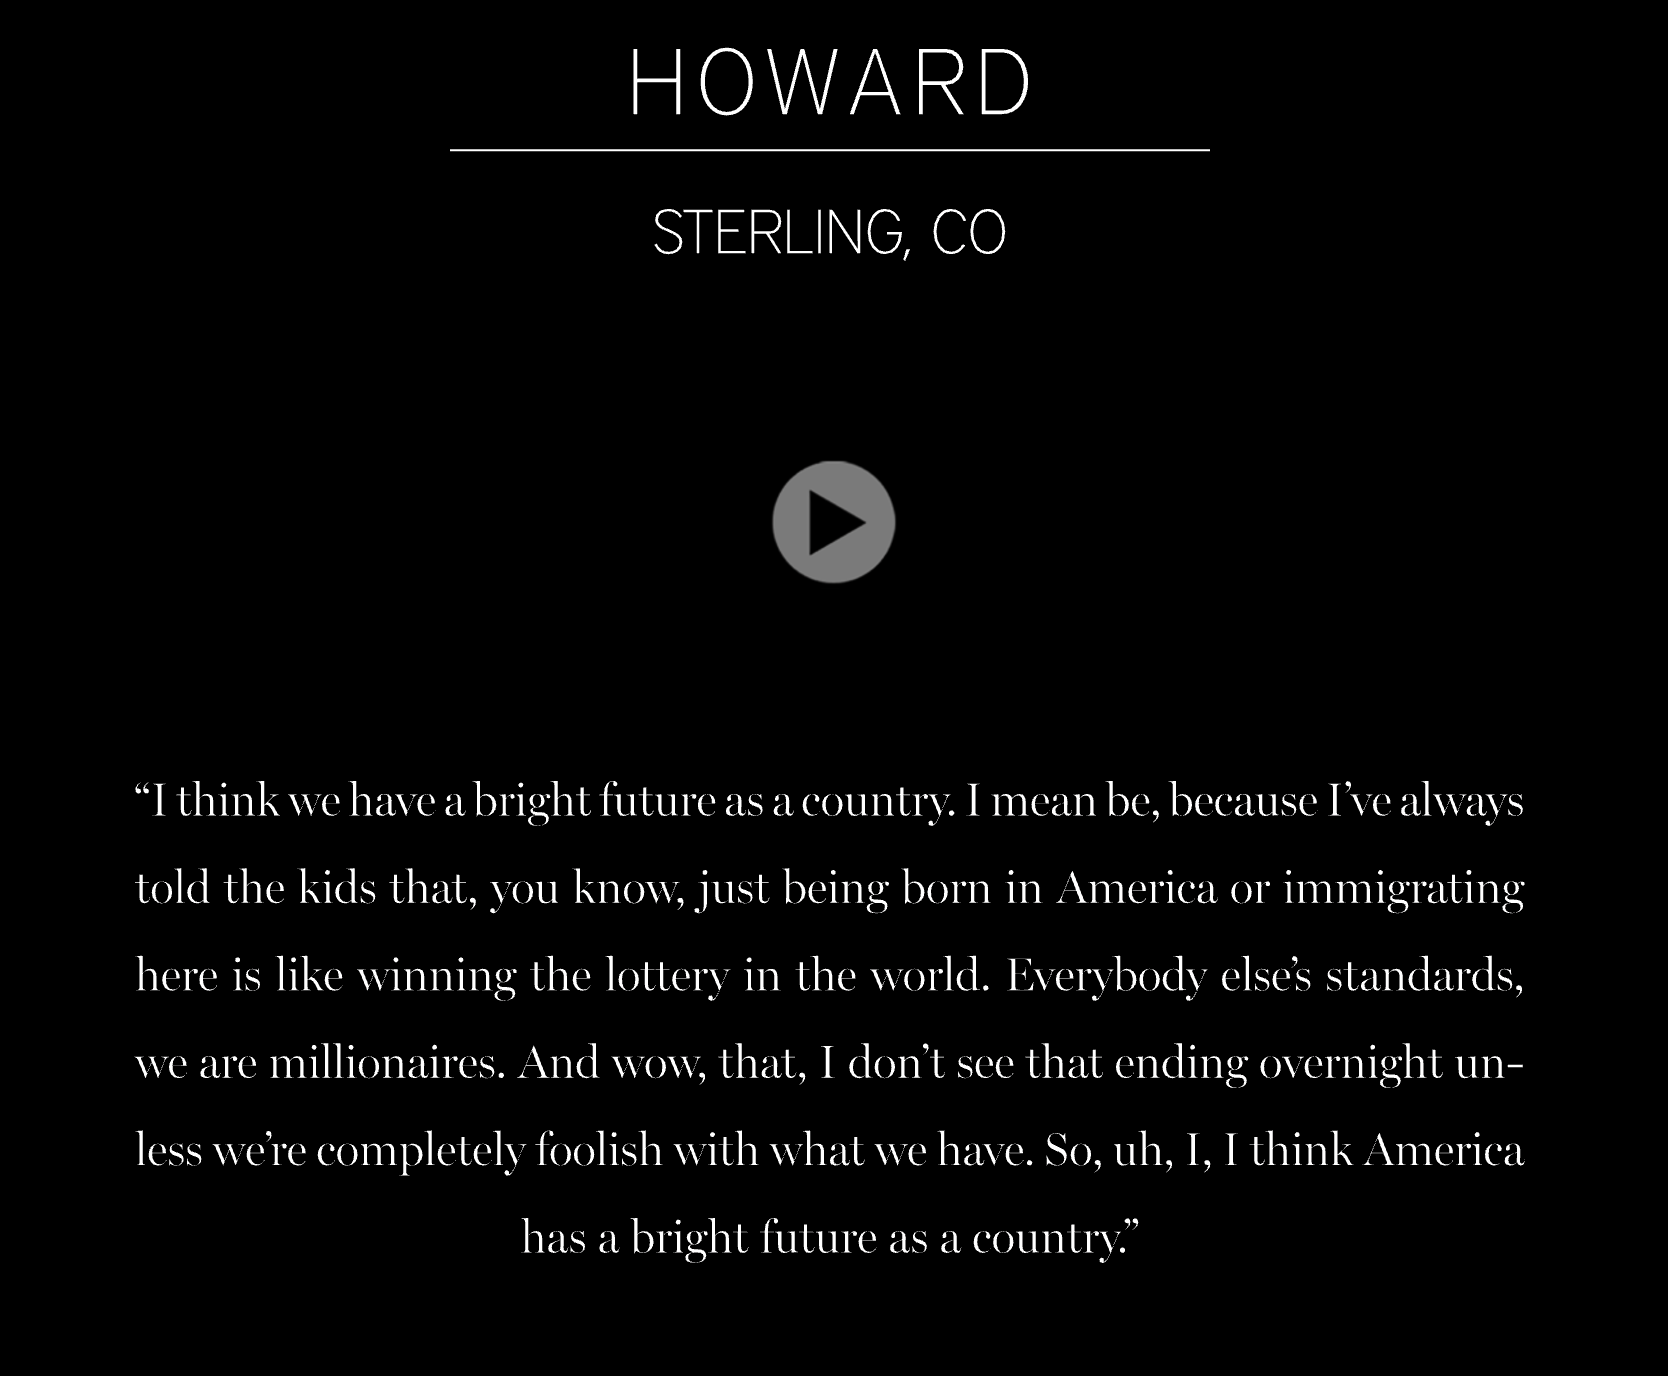 HOWARD
STERLING, CO
“I think we have a bright future as a country. I mean be, because I’ve always
told the kids that, you know, just being born in America or immigrating
here is like winning the lottery in the world. Everybody else’s standards,
we are millionaires. And wow, that, I don’t see that ending overnight un-
less we’re completely foolish with what we have. So, uh, I, I think America
has a bright future as a country.”